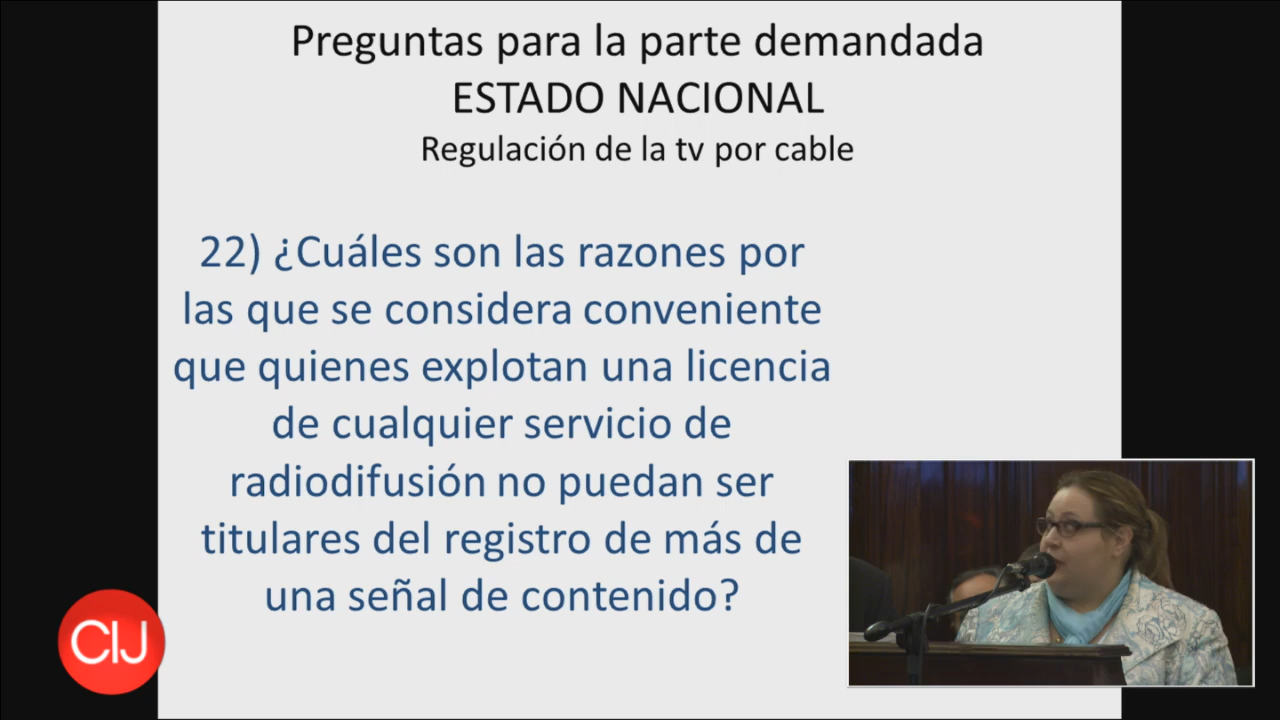 Preguntas para la parte demandada
ESTADO NACIONAL
Regulación de la tv por cable
22) ¿Cuáles son las razones por
las que se considera conveniente
que quienes explotan una licencia
de cualquier servicio de
radiodifusión no puedan ser
titulares del registro de más de
una señal de contenido?
CIJ